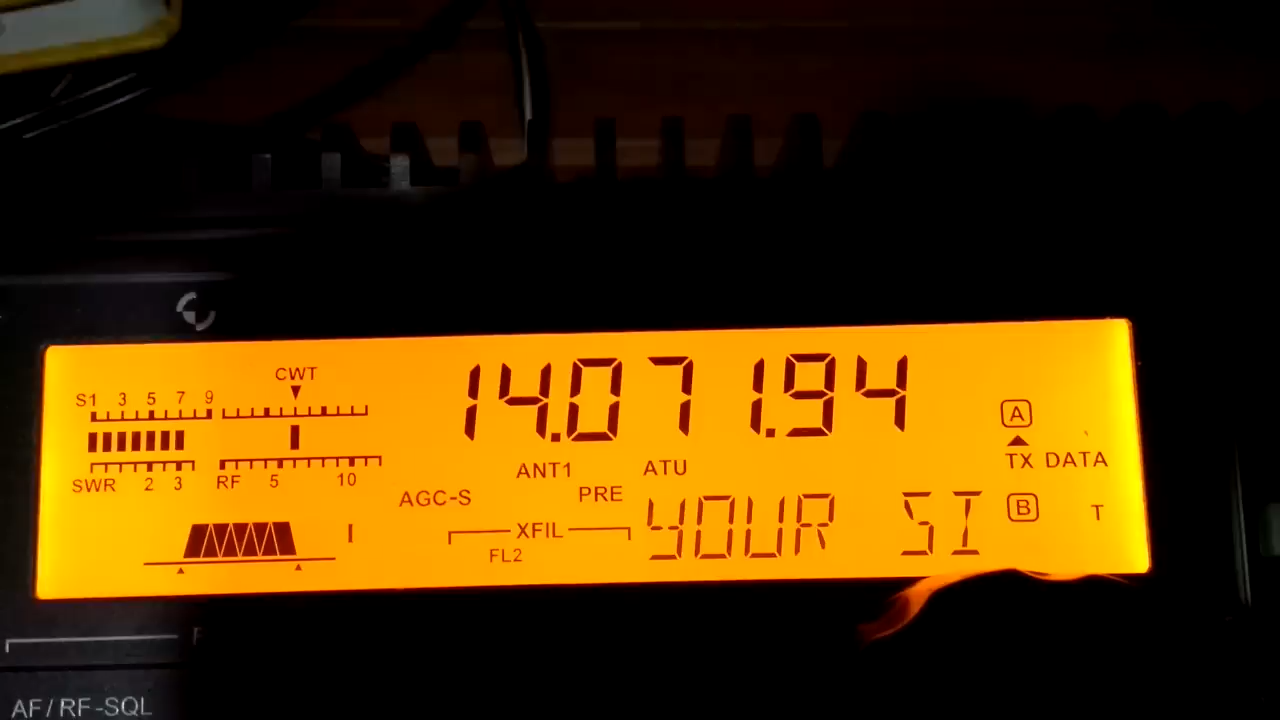 CWT
14.071.94
S1 3 5 7 9
A
SWR 2 3 RF 5 10
ANT1 ATU
TX DATA
AGC-S PRE
XFIL
FL2
YOUR SI
B T
AF/RF-SQL